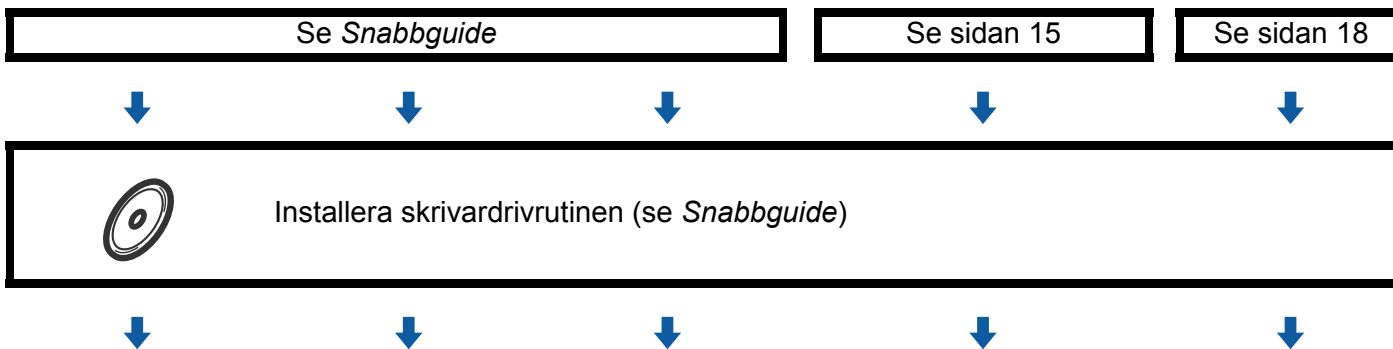 Se Snabbguide
Se sidan 15
Se sidan 18
Installera skrivardrivrutinen (se Snabbguide)